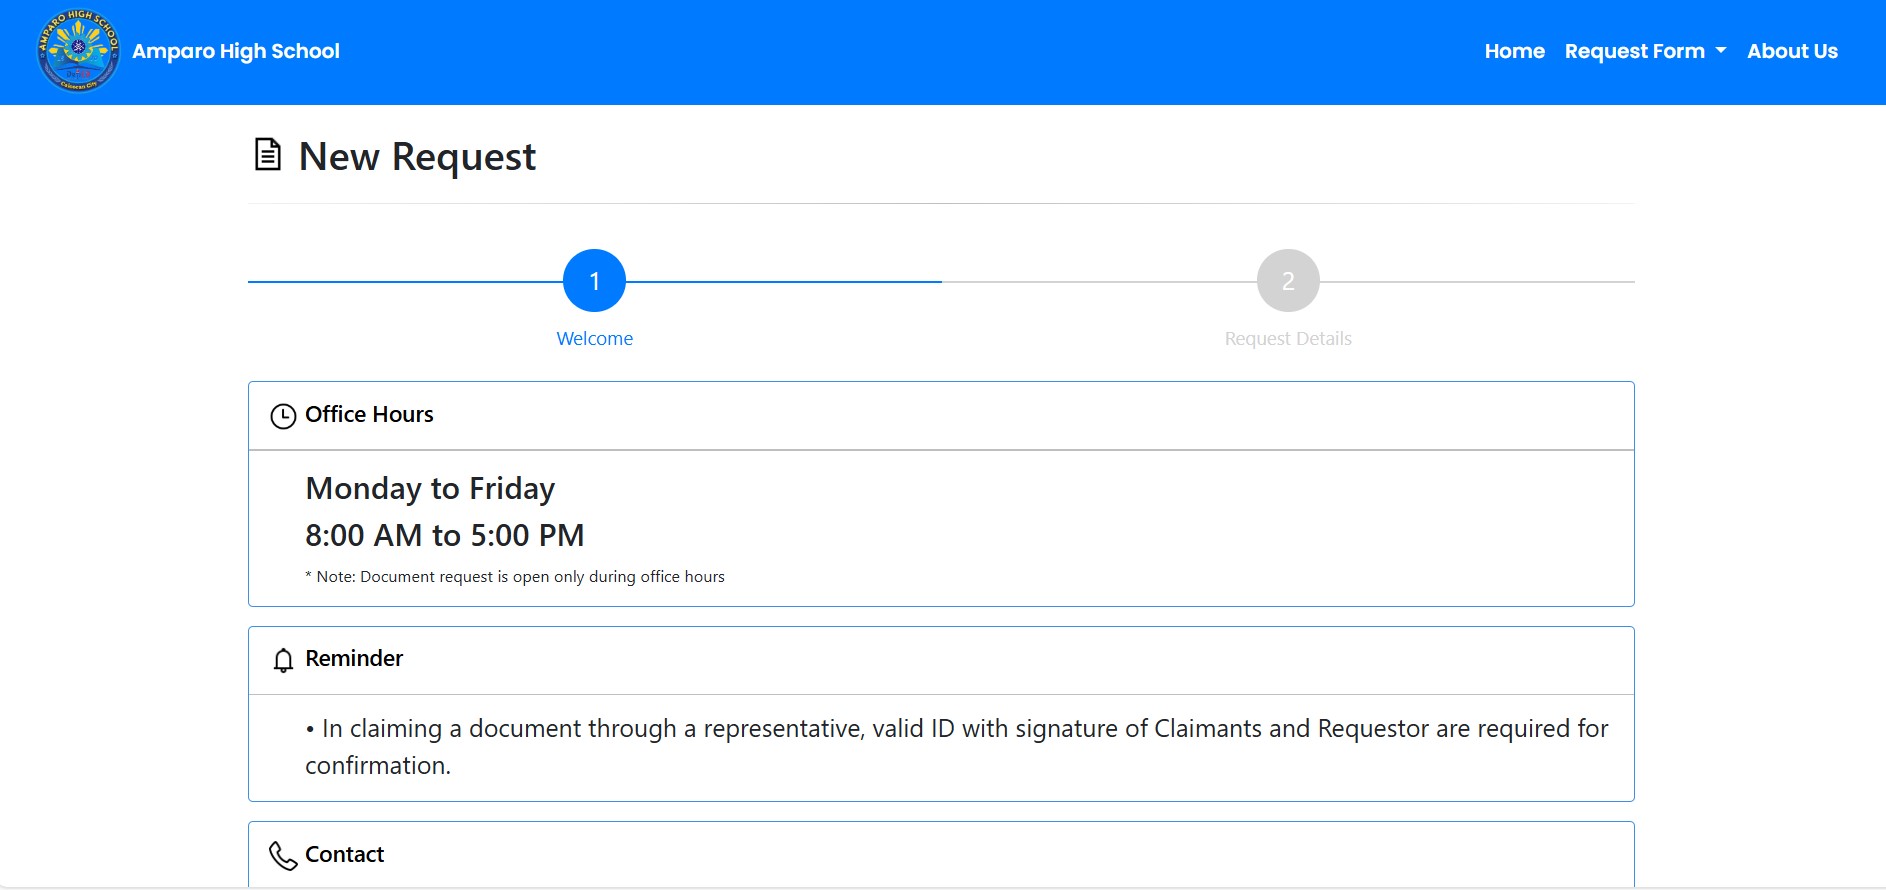 AMPARO HIGH SCHOOL
Caloocan City
Amparo High School
Home Request Form About Us
New Request
1
2
Welcome
Request Details
Office Hours
Monday to Friday
8:00 AM to 5:00 PM
* Note: Document request is open only during office hours
Reminder
• In claiming a document through a representative, valid ID with signature of Claimants and Requestor are required for
confirmation.
Contact